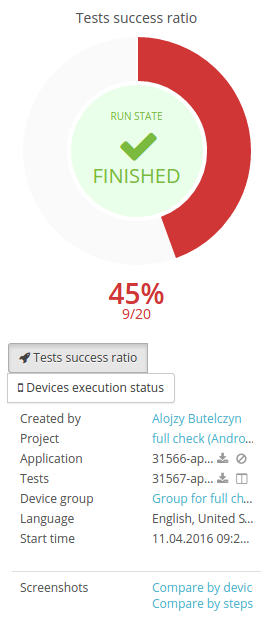 Tests success ratio
RUN STATE
FINISHED
45%
9/20
Tests success ratio
Devices execution status
Created by Alojzy Butelczyn
Project full check (Andro...
Application 31566-ap...
Tests 31567-ap...
Device group Group for full ch...
Language English, United S...
Start time 11.04.2016 09:2...
Screenshots Compare by devic
Compare by steps